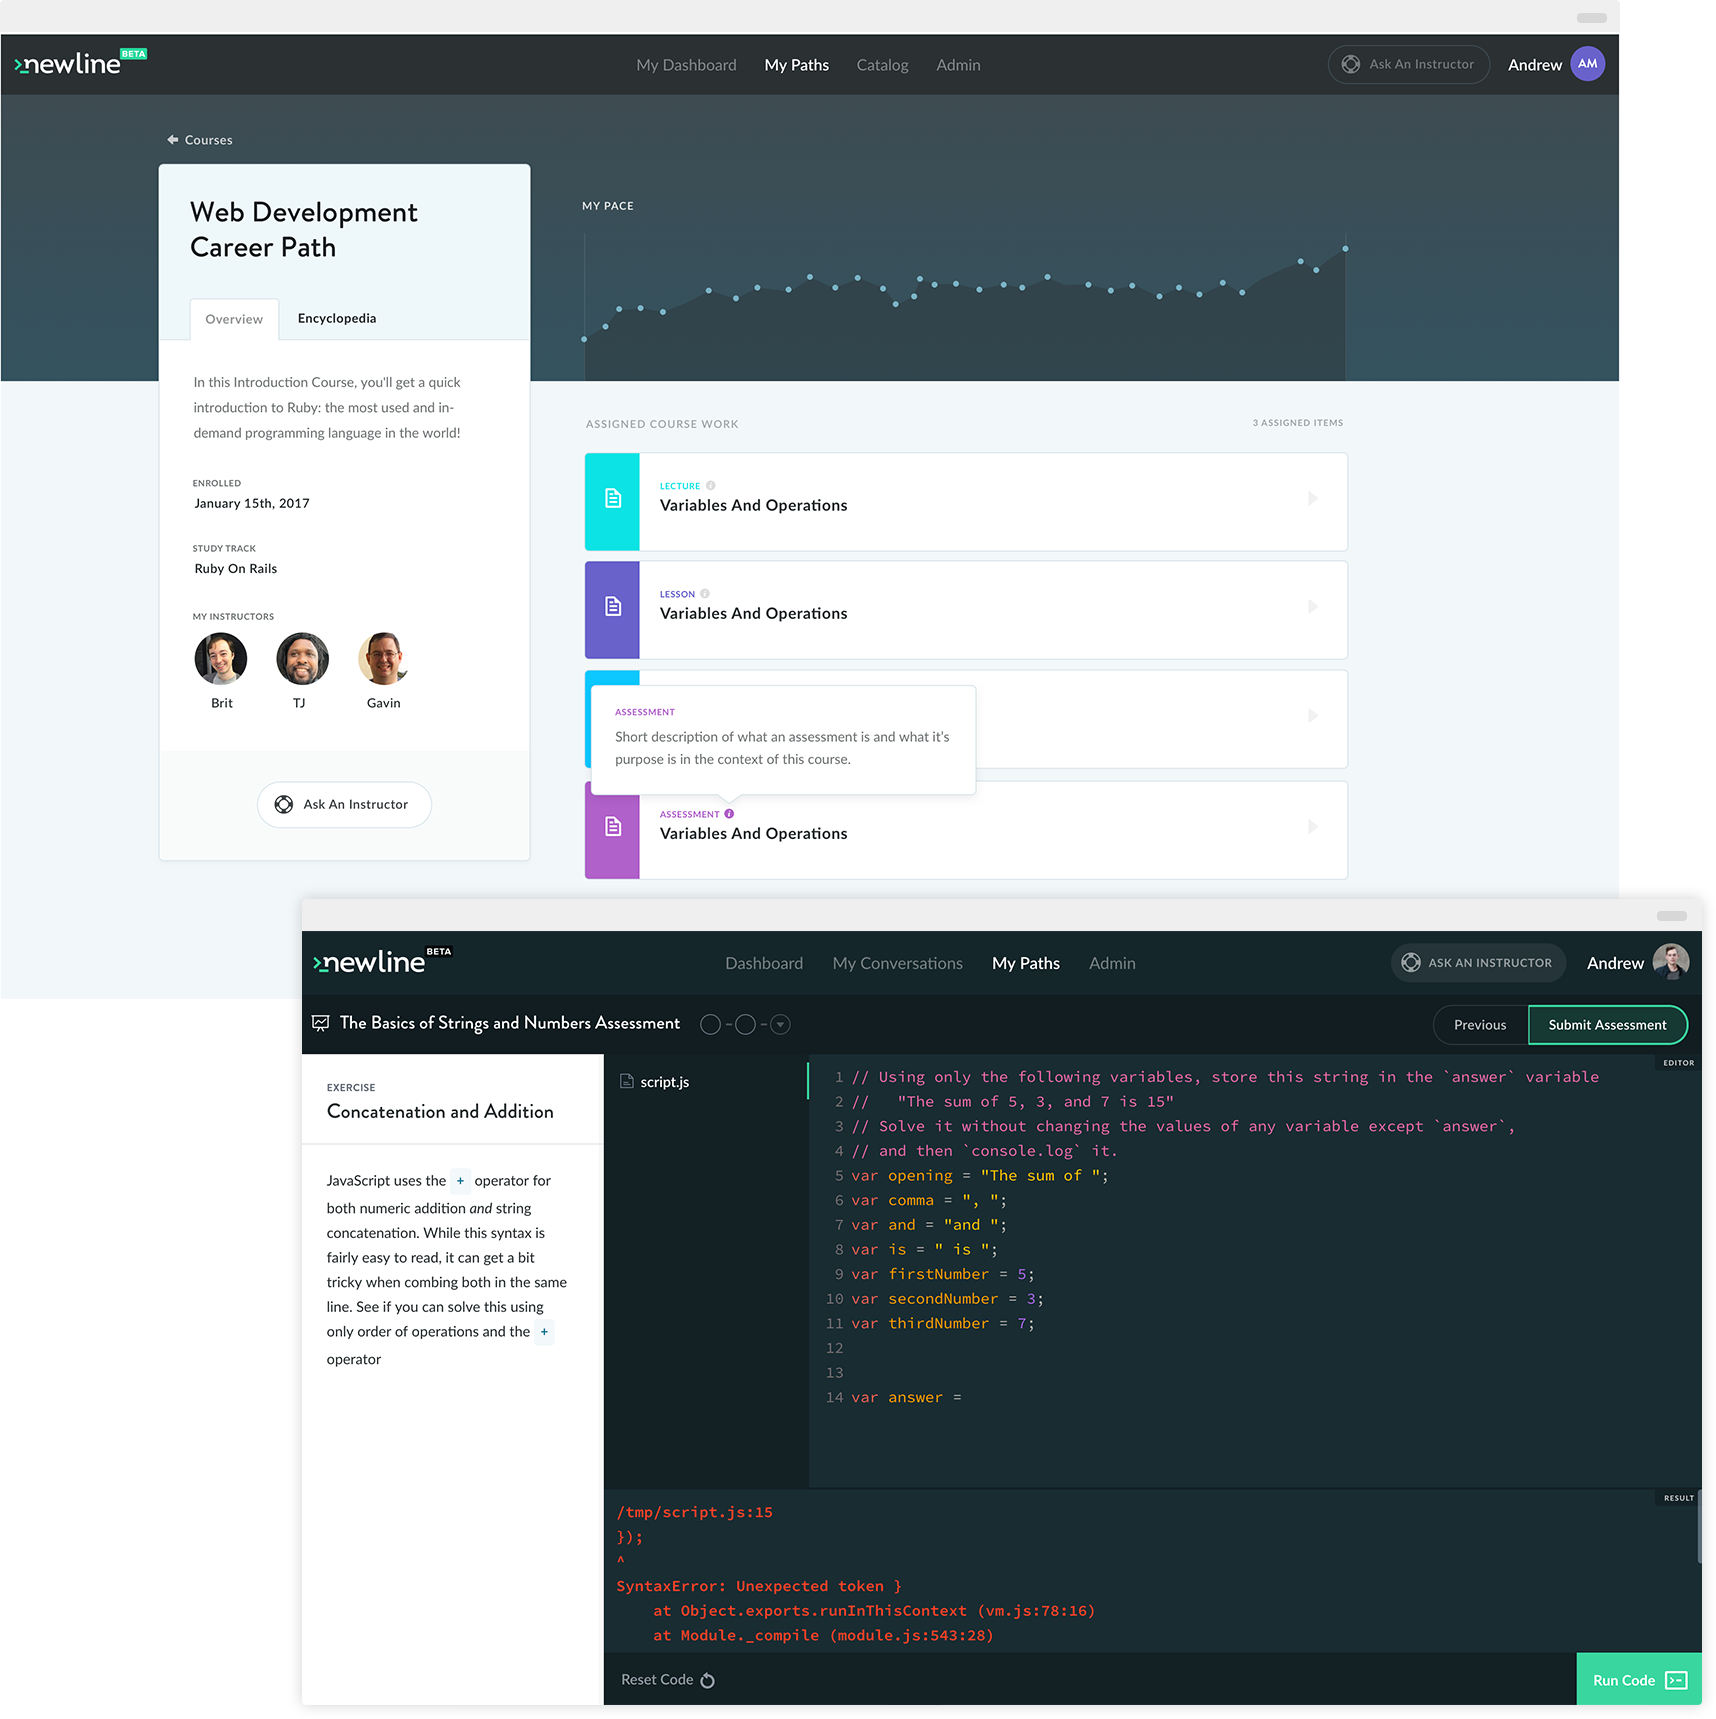 newline BETA
My Dashboard My Paths Catalog Admin
Ask An Instructor
Andrew AM
Courses
Web Development
Career Path
Overview Encyclopedia
In this Introduction Course, you'll get a quick
introduction to Ruby: the most used and in-
demand programming language in the world!
ENROLLED
January 15th, 2017
STUDY TRACK
Ruby On Rails
MY INSTRUCTORS
Brit TJ Gavin
Ask An Instructor
MY PACE
ASSIGNED COURSE WORK 3 ASSIGNED ITEMS
LECTURE
Variables And Operations
LESSON
Variables And Operations
ASSESSMENT
Short description of what an assessment is and what it's
purpose is in the context of this course.
ASSESSMENT
Variables And Operations
newline BETA
Dashboard My Conversations My Paths Admin
ASK AN INSTRUCTOR
Andrew
The Basics of Strings and Numbers Assessment
Previous Submit Assessment
EXERCISE
Concatenation and Addition
JavaScript uses the + operator for
both numeric addition and string
concatenation. While this syntax is
fairly easy to read, it can get a bit
tricky when combing both in the same
line. See if you can solve this using
only order of operations and the +
operator
script.js
EDITOR
1 // Using only the following variables, store this string in the `answer` variable
2 //   "The sum of 5, 3, and 7 is 15"
3 // Solve it without changing the values of any variable except `answer`,
4 // and then `console.log` it.
5 var opening = "The sum of ";
6 var comma = ", ";
7 var and = "and ";
8 var is = " is ";
9 var firstNumber = 5;
10 var secondNumber = 3;
11 var thirdNumber = 7;
12
13
14 var answer =
RESULT
/tmp/script.js:15
});
^
SyntaxError: Unexpected token }
    at Object.exports.runInThisContext (vm.js:78:16)
    at Module._compile (module.js:543:28)
Reset Code
Run Code